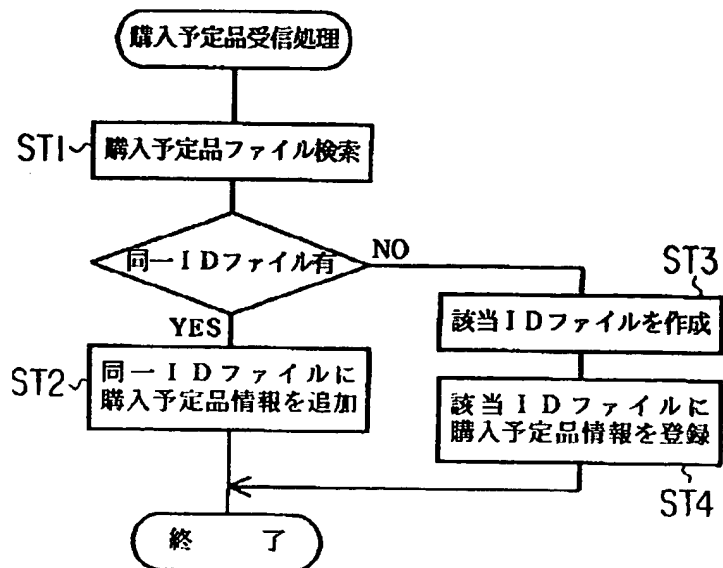 購入予定品受信処理
ST1
購入予定品ファイル検索
同一IDファイル有
NO
YES
ST2
同一IDファイルに
購入予定品情報を追加
ST3
該当IDファイルを作成
該当IDファイルに
購入予定品情報を登録
ST4
終 了